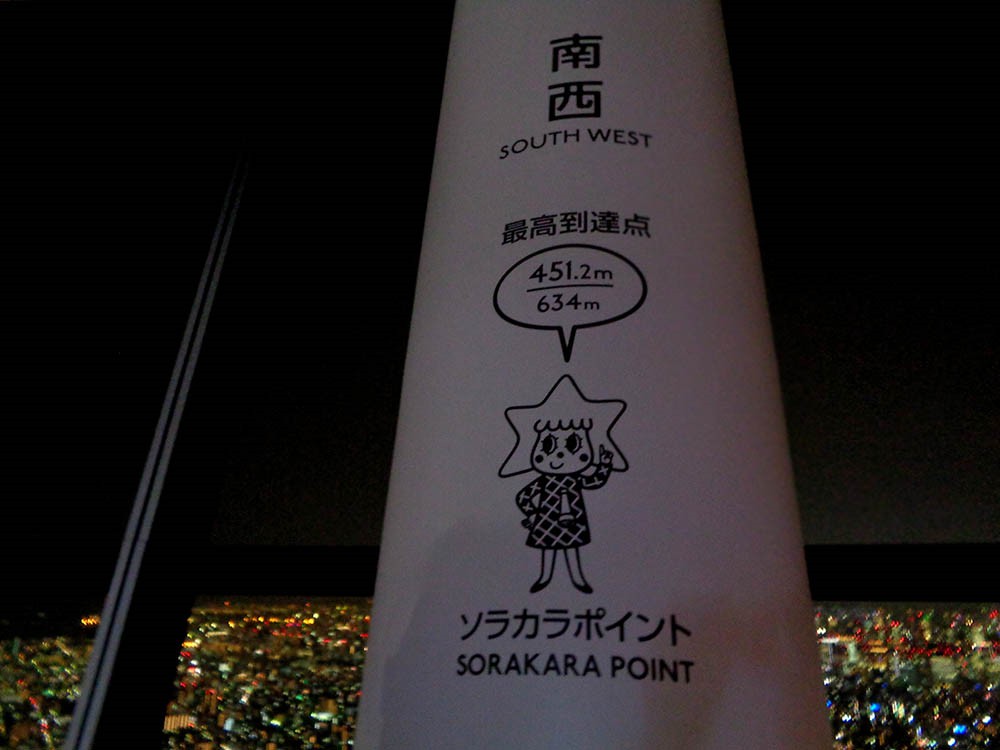 南
西
SOUTH WEST
最高到達点
451.2m
634m
ソラカラポイント
SORAKARA POINT